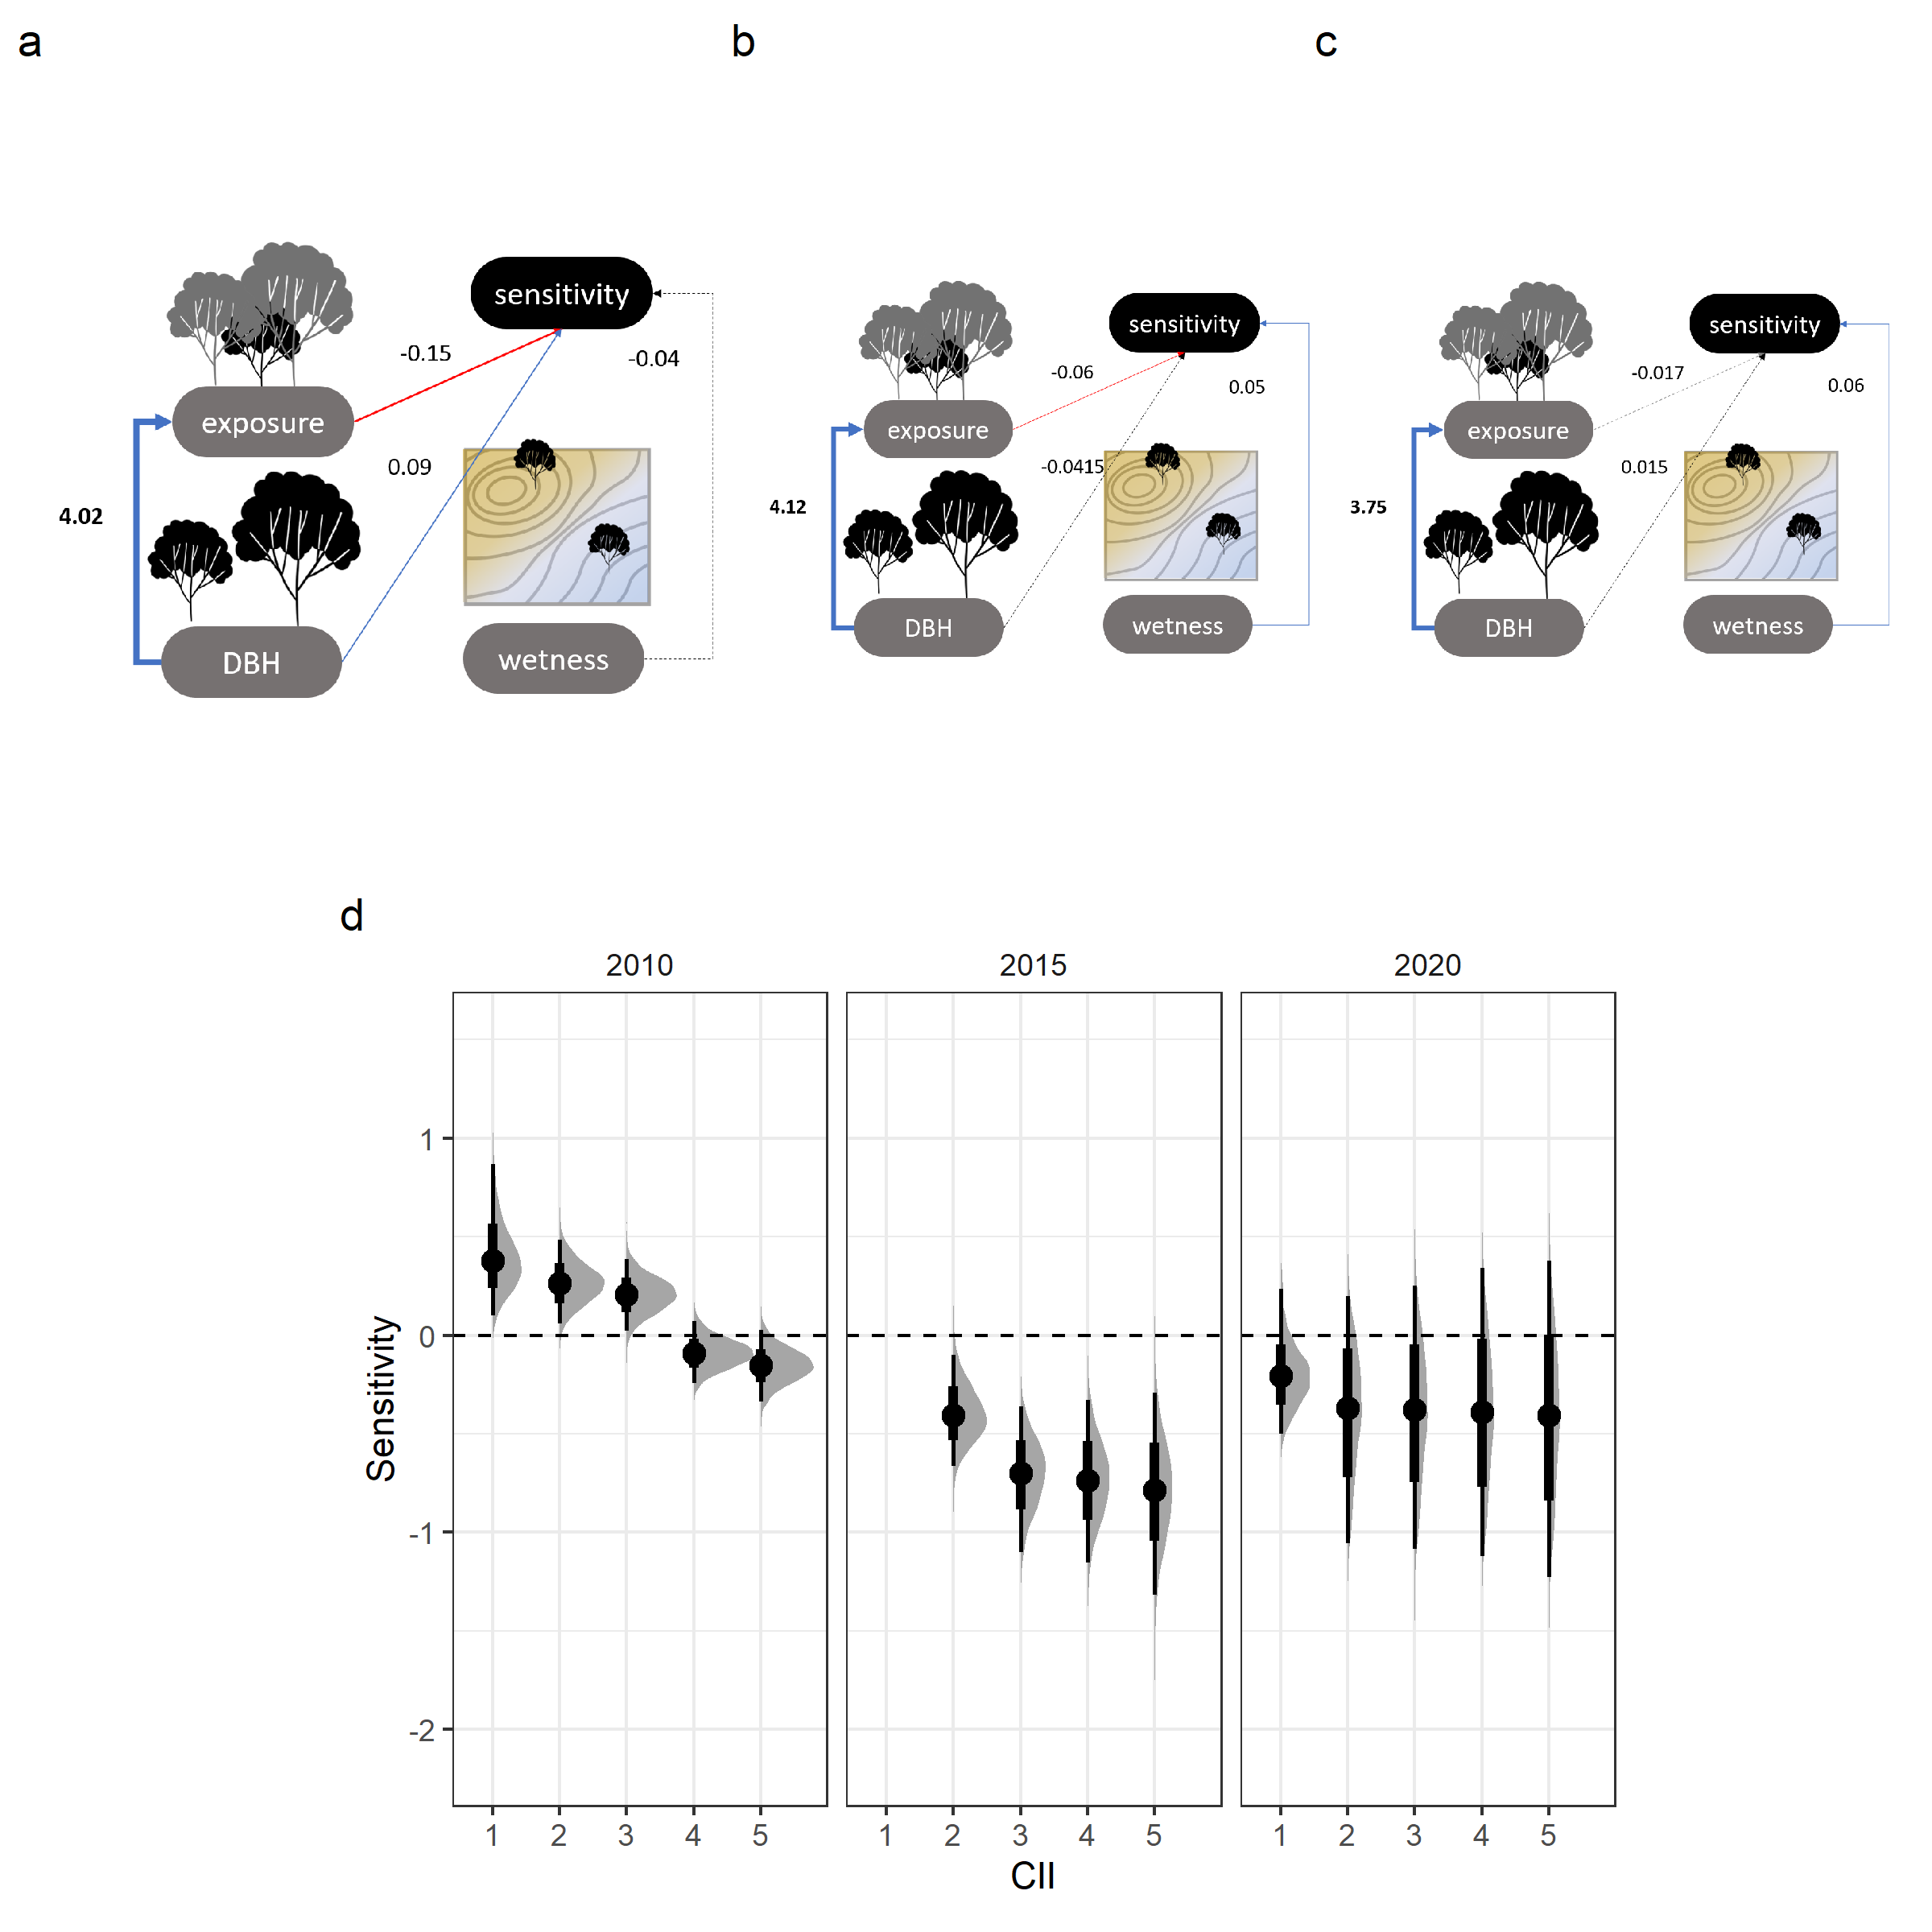 a
b
c
sensitivity
-0.15
-0.04
exposure
0.09
4.02
DBH
wetness
sensitivity
-0.06
0.05
exposure
-0.0415
4.12
DBH
wetness
sensitivity
-0.017
0.06
exposure
0.015
3.75
DBH
wetness
d
2010
2015
2020
Sensitivity
1
0
-1
-2
1 2 3 4 5
1 2 3 4 5
1 2 3 4 5
CII